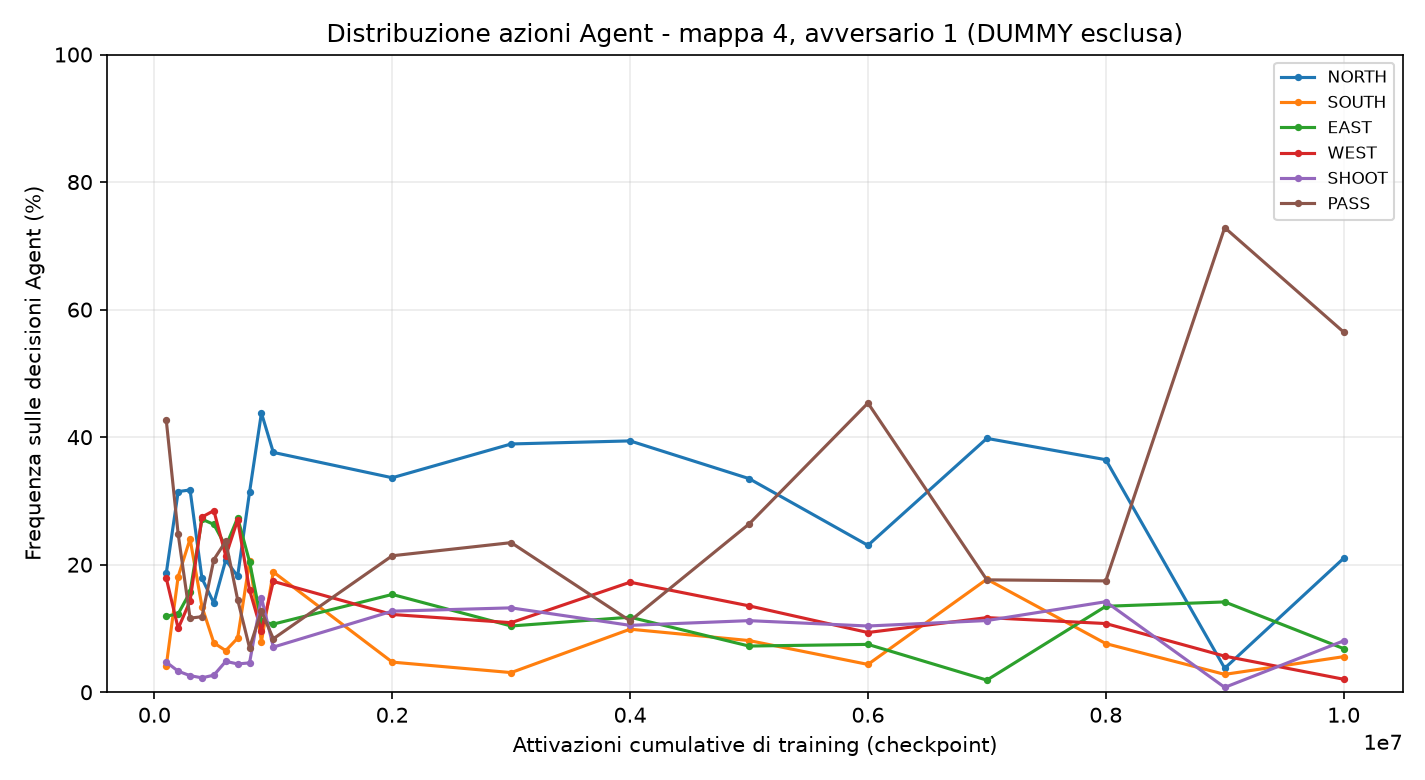 Distribuzione azioni Agent - mappa 4, avversario 1 (DUMMY esclusa)
Frequenza sulle decisioni Agent (%)
100
80
60
40
20
0
NORTH
SOUTH
EAST
WEST
SHOOT
PASS
0.0
0.2
0.4
0.6
0.8
1.0
1e7
Attivazioni cumulative di training (checkpoint)